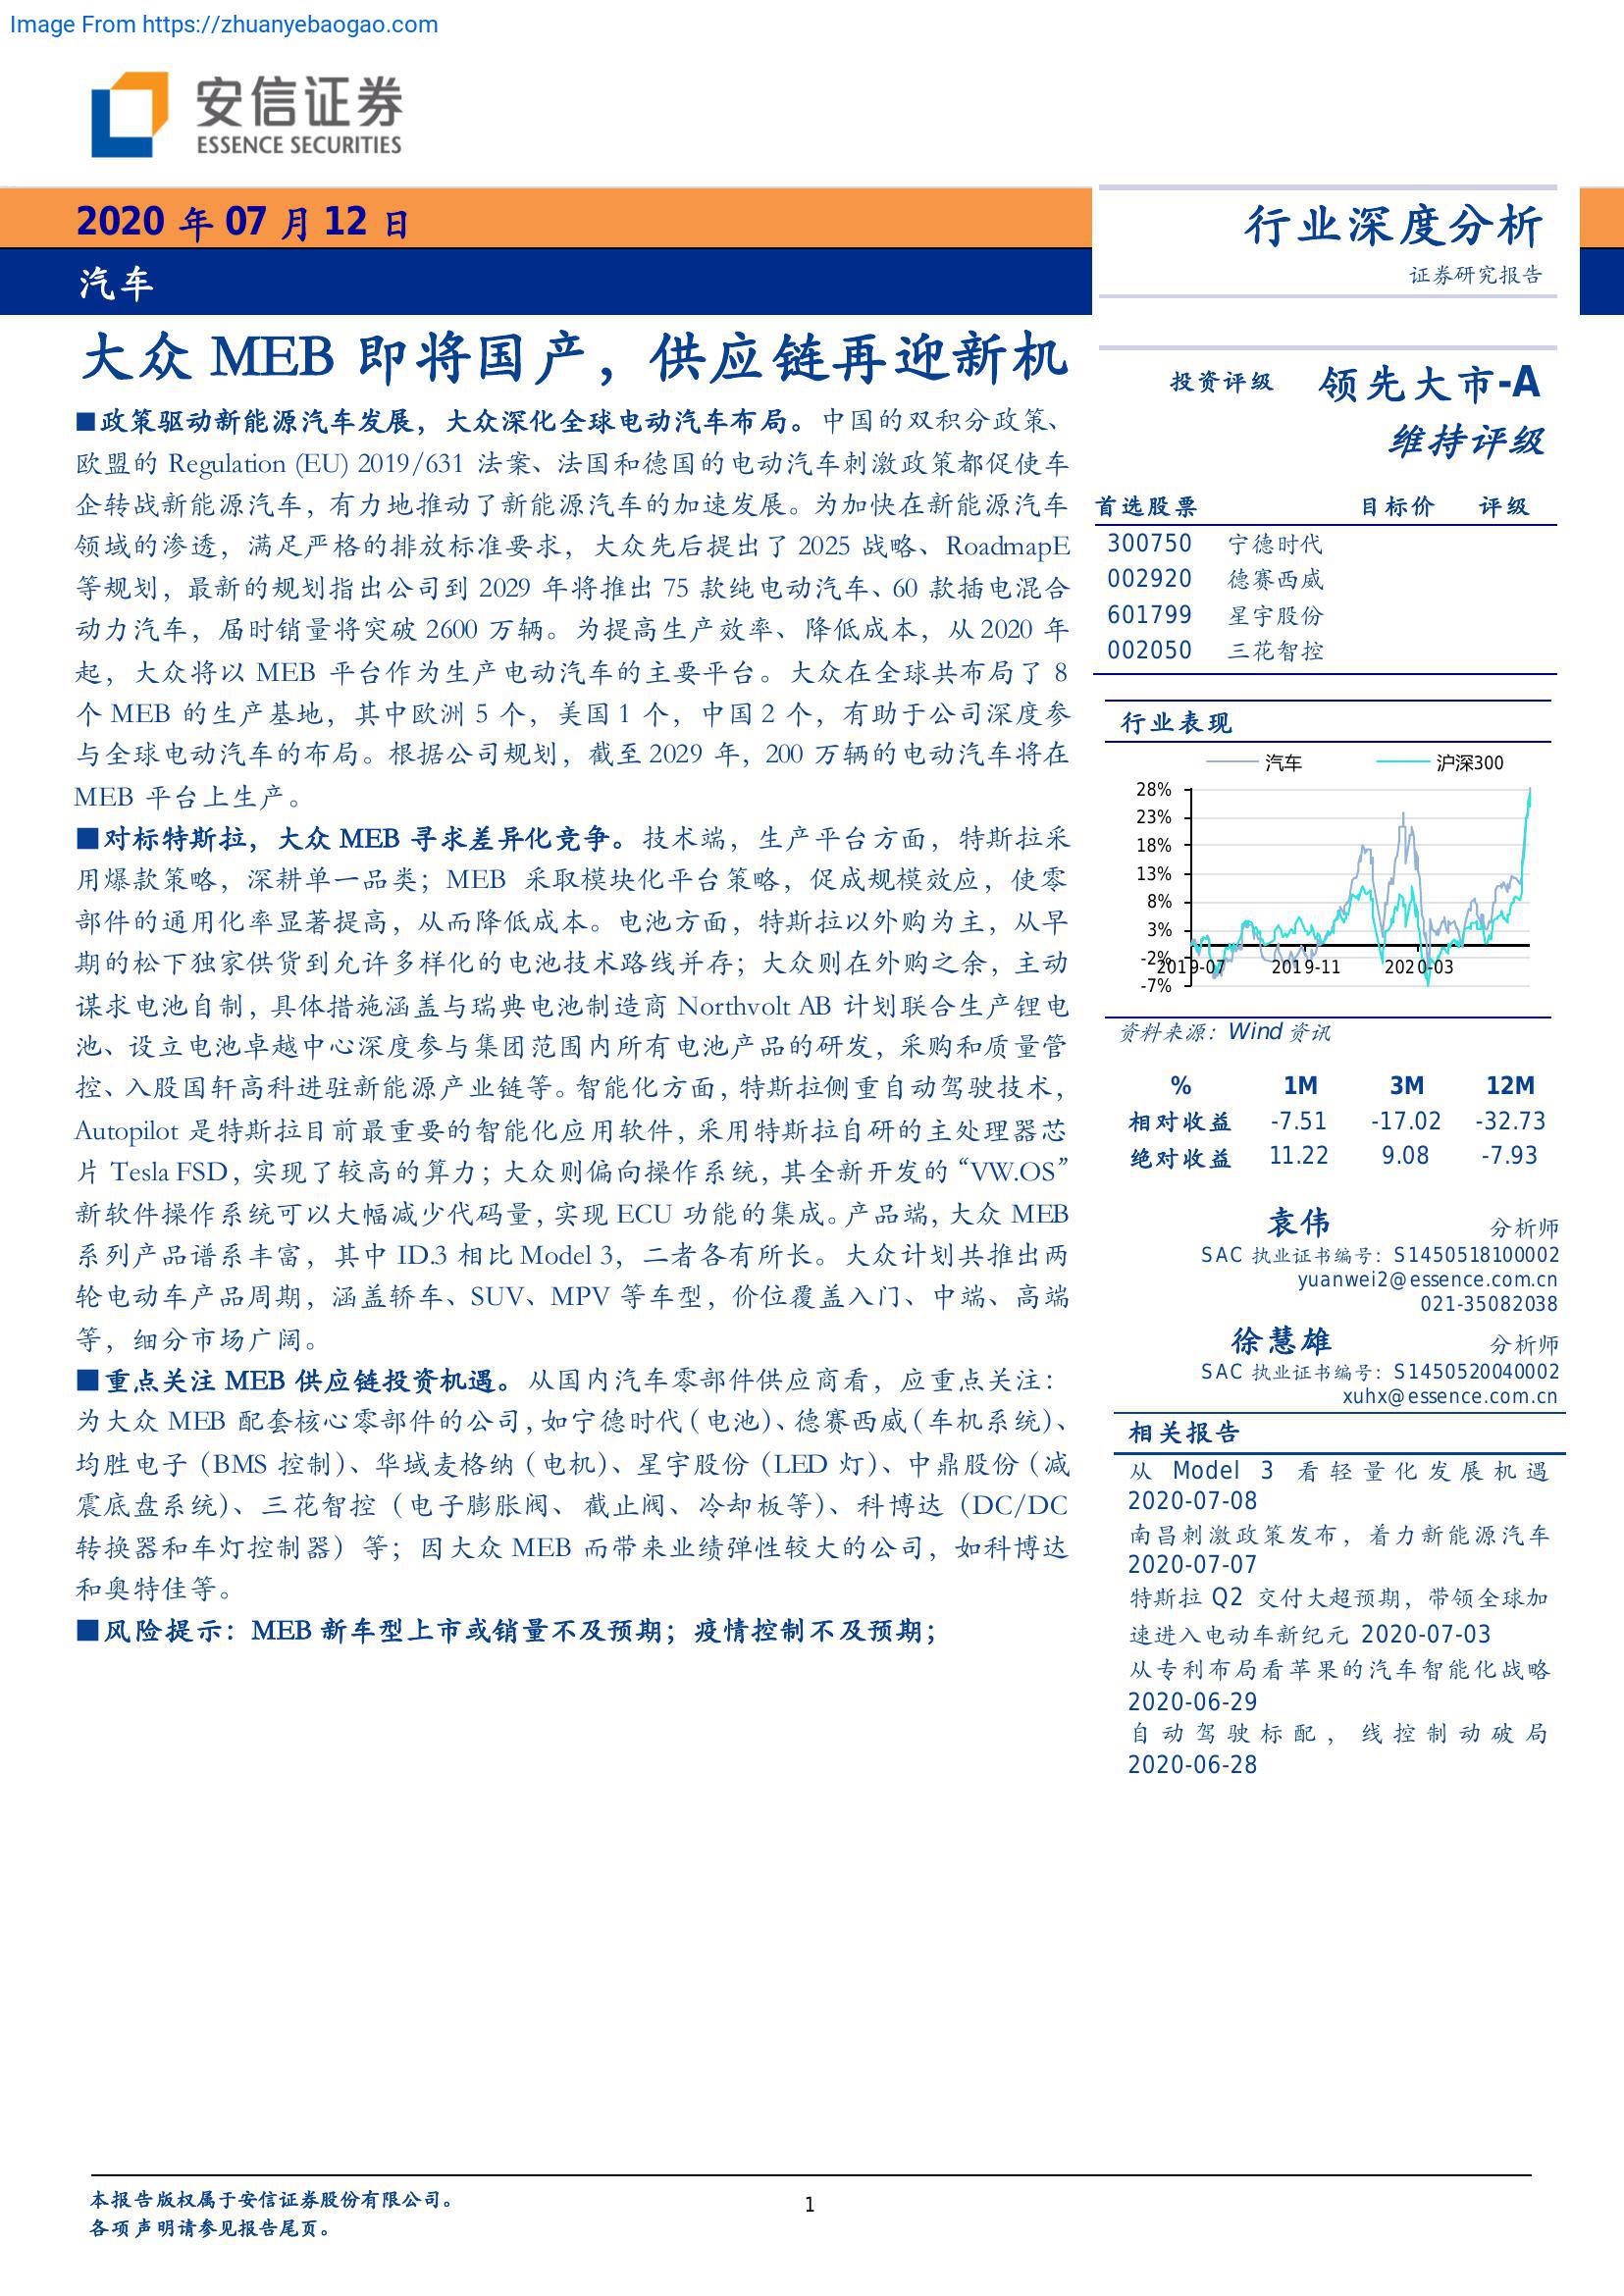 Image From https://zhuanyebaogao.com
安信证券
ESSENCE SECURITIES
2020 年 07 月 12 日
汽车
行业深度分析
证券研究报告
大众 MEB 即将国产，供应链再迎新机
■政策驱动新能源汽车发展，大众深化全球电动汽车布局。中国的双积分政策、
欧盟的 Regulation (EU) 2019/631 法案、法国和德国的电动汽车刺激政策都促使车
企转战新能源汽车，有力地推动了新能源汽车的加速发展。为加快在新能源汽车
领域的渗透，满足严格的排放标准要求，大众先后提出了 2025 战略、RoadmapE
等规划，最新的规划指出公司到 2029 年将推出 75 款纯电动汽车、60 款插电混合
动力汽车，届时销量将突破 2600 万辆。为提高生产效率、降低成本，从 2020 年
起，大众将以 MEB 平台作为生产电动汽车的主要平台。大众在全球共布局了 8
个 MEB 的生产基地，其中欧洲 5 个，美国 1 个，中国 2 个，有助于公司深度参
与全球电动汽车的布局。根据公司规划，截至 2029 年，200 万辆的电动汽车将在
MEB 平台上生产。
■对标特斯拉，大众 MEB 寻求差异化竞争。技术端，生产平台方面，特斯拉采
用爆款策略，深耕单一品类；MEB 采取模块化平台策略，促成规模效应，使零
部件的通用化率显著提高，从而降低成本。电池方面，特斯拉以外购为主，从早
期的松下独家供货到允许多样化的电池技术路线并存；大众则在外购之余，主动
谋求电池自制，具体措施涵盖与瑞典电池制造商 Northvolt AB 计划联合生产锂电
池、设立电池卓越中心深度参与集团范围内所有电池产品的研发，采购和质量管
控、入股国轩高科进驻新能源产业链等。智能化方面，特斯拉侧重自动驾驶技术，
Autopilot 是特斯拉目前最重要的智能化应用软件，采用特斯拉自研的主处理器芯
片 Tesla FSD，实现了较高的算力；大众则偏向操作系统，其全新开发的“VW.OS”
新软件操作系统可以大幅减少代码量，实现 ECU 功能的集成。产品端，大众 MEB
系列产品谱系丰富，其中 ID.3 相比 Model 3，二者各有所长。大众计划共推出两
轮电动车产品周期，涵盖轿车、SUV、MPV 等车型，价位覆盖入门、中端、高端
等，细分市场广阔。
■重点关注 MEB 供应链投资机遇。从国内汽车零部件供应商看，应重点关注：
为大众 MEB 配套核心零部件的公司，如宁德时代（电池）、德赛西威（车机系统）、
均胜电子（BMS 控制）、华域麦格纳（电机）、星宇股份（LED 灯）、中鼎股份（减
震底盘系统）、三花智控（电子膨胀阀、截止阀、冷却板等）、科博达（DC/DC
转换器和车灯控制器）等；因大众 MEB 而带来业绩弹性较大的公司，如科博达
和奥特佳等。
■风险提示：MEB 新车型上市或销量不及预期；疫情控制不及预期；
投资评级 领先大市-A
维持评级
首选股票 目标价 评级
300750 宁德时代
002920 德赛西威
601799 星宇股份
002050 三花智控
行业表现
汽车 沪深300
28%
23%
18%
13%
8%
3%
-2%
-7%
2019-07 2019-11 2020-03
资料来源：Wind 资讯
% 1M 3M 12M
相对收益 -7.51 -17.02 -32.73
绝对收益 11.22 9.08 -7.93
袁伟 分析师
SAC 执业证书编号：S1450518100002
yuanwei2@essence.com.cn
021-35082038
徐慧雄 分析师
SAC 执业证书编号：S1450520040002
xuhx@essence.com.cn
相关报告
从 Model 3 看轻量化发展机遇
2020-07-08
南昌刺激政策发布，着力新能源汽车
2020-07-07
特斯拉 Q2 交付大超预期，带领全球加
速进入电动车新纪元 2020-07-03
从专利布局看苹果的汽车智能化战略
2020-06-29
自动驾驶标配，线控制动破局
2020-06-28
本报告版权属于安信证券股份有限公司。
各项声明请参见报告尾页。
1